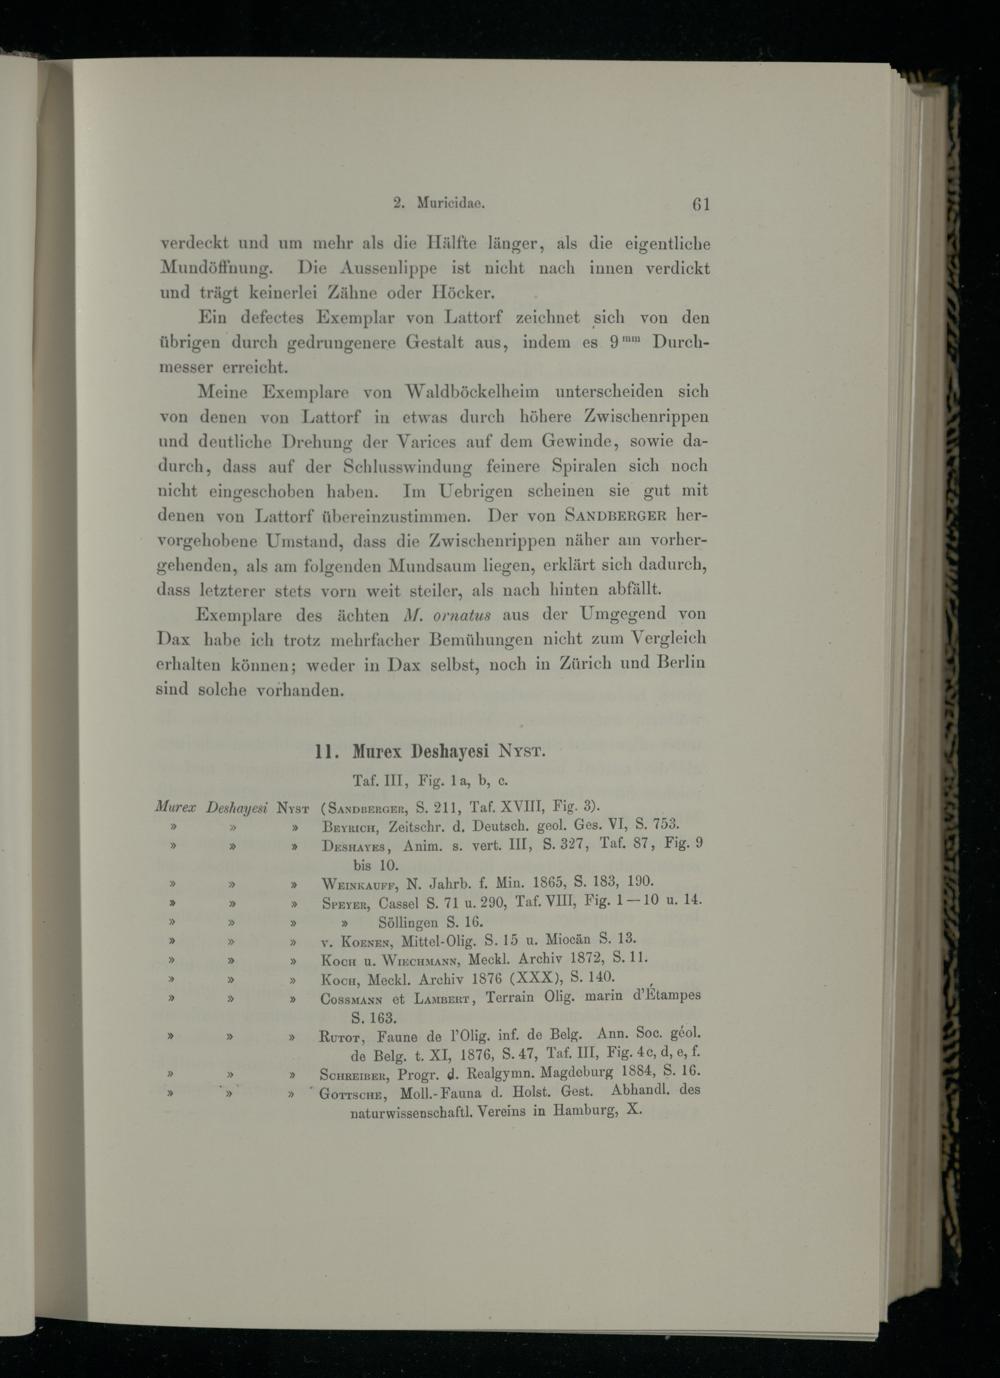 2. Muricidae. 61
verdeckt und um mehr als die Hälfte länger, als die eigentliche
Mundöffnung. Die Aussenlippe ist nicht nach innen verdickt
und trägt keinerlei Zähne oder Höcker.
Ein defectes Exemplar von Lattorf zeichnet sich von den
übrigen durch gedrungenere Gestalt aus, indem es 9mm Durch-
messer erreicht.
Meine Exemplare von Waldböckelheim unterscheiden sich
von denen von Lattorf in etwas durch höhere Zwischenrippen
und deutliche Drehung der Varices auf dem Gewinde, sowie da-
durch, dass auf der Schlusswindung feinere Spiralen sich noch
nicht eingeschoben haben. Im Uebrigen scheinen sie gut mit
denen von Lattorf übereinzustimmen. Der von SANDBERGER her-
vorgehobene Umstand, dass die Zwischenrippen näher am vorher-
gehenden, als am folgenden Mundsaum liegen, erklärt sich dadurch,
dass letzterer stets vorn weit steiler, als nach hinten abfällt.
Exemplare des ächten M. ornatus aus der Umgegend von
Dax habe ich trotz mehrfacher Bemühungen nicht zum Vergleich
erhalten können; weder in Dax selbst, noch in Zürich und Berlin
sind solche vorhanden.
11. Murex Deshayesi NYST.
Taf. III, Fig. 1a, b, c.
Murex Deshayesi NYST (SANDBERGER, S. 211, Taf. XVIII, Fig. 3).
» » » BEYRICH, Zeitschr. d. Deutsch. geol. Ges. VI, S. 753.
» » » DESHAYES, Anim. s. vert. III, S. 327, Taf. 87, Fig. 9
bis 10.
» » » WEINKAUFF, N. Jahrb. f. Min. 1865, S. 183, 190.
» » » SPEYER, Cassel S. 71 u. 290, Taf. VIII, Fig. 1—10 u. 14.
» » » » Söllingen S. 16.
» » » v. KOENEN, Mittel-Olig. S. 15 u. Miocän S. 13.
» » » KOCH u. WIECHMANN, Meckl. Archiv 1872, S. 11.
» » » KOCH, Meckl. Archiv 1876 (XXX), S. 140.
» » » COSSMANN et LAMBERT, Terrain Olig. marin d'Étampes
S. 163.
» » » RUTOT, Faune de l'Olig. inf. de Belg. Ann. Soc. géol.
de Belg. t. XI, 1876, S. 47, Taf. III, Fig. 4c, d, e, f.
» » » SCHREIBER, Progr. d. Realgymn. Magdeburg 1884, S. 16.
» » » GOTTSCHE, Moll.-Fauna d. Holst. Gest. Abhandl. des
naturwissenschaftl. Vereins in Hamburg, X.